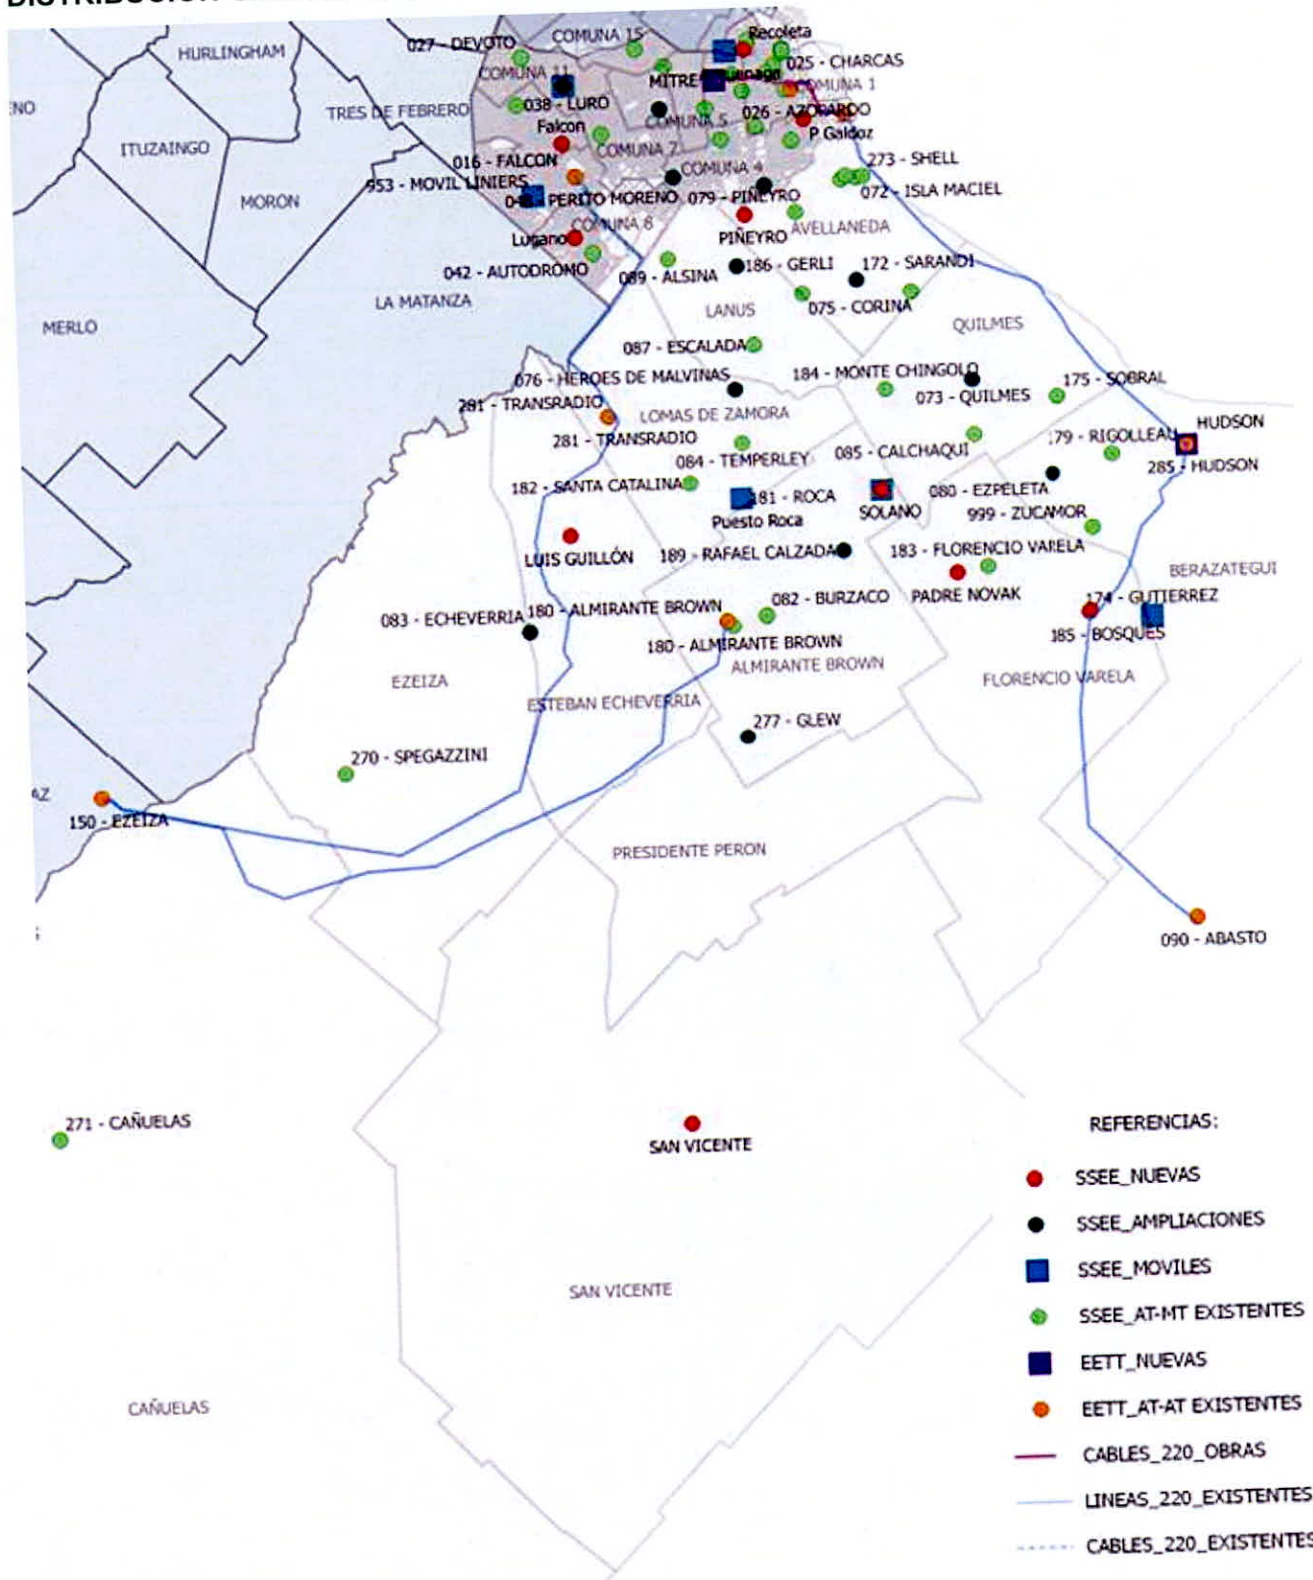 027 - DEVOTO
COMUNA 15
Recoleta
HURLINGHAM
COMUNA 11
025 - CHARCAS
MITRE
COMUNA 1
TRES DE FEBRERO
038 - LURO
026 - AZOPARDO
Falcon
COMUNA 5
P Galdoz
ITUZAINGO
COMUNA 7
016 - FALCON
COMUNA 4
273 - SHELL
953 - MOVIL LINIERS
PERITO MORENO
079 - PIÑEYRO
072 - ISLA MACIEL
MORON
COMUNA 8
Lugano
PIÑEYRO
AVELLANEDA
042 - AUTODROMO
089 - ALSINA
186 - GERLI
172 - SARANDI
LA MATANZA
LANUS
075 - CORINA
MERLO
QUILMES
087 - ESCALADA
076 - HEROES DE MALVINAS
184 - MONTE CHINGOLO
175 - SOBRAL
281 - TRANSRADIO
LOMAS DE ZAMORA
073 - QUILMES
281 - TRANSRADIO
HUDSON
084 - TEMPERLEY
085 - CALCHAQUI
179 - RIGOLLEAU
285 - HUDSON
182 - SANTA CATALINA
181 - ROCA
080 - EZPELETA
Puesto Roca
SOLANO
999 - ZUCAMOR
LUIS GUILLÓN
189 - RAFAEL CALZADA
183 - FLORENCIO VARELA
BERAZATEGUI
PADRE NOVAK
174 - GUTIERREZ
083 - ECHEVERRIA
180 - ALMIRANTE BROWN
082 - BURZACO
185 - BOSQUES
180 - ALMIRANTE BROWN
ALMIRANTE BROWN
EZEIZA
FLORENCIO VARELA
ESTEBAN ECHEVERRIA
277 - GLEW
270 - SPEGAZZINI
AZ
150 - EZEIZA
PRESIDENTE PERON
090 - ABASTO
271 - CAÑUELAS
SAN VICENTE
SAN VICENTE
CAÑUELAS
REFERENCIAS:
SSEE_NUEVAS
SSEE_AMPLIACIONES
SSEE_MOVILES
SSEE_AT-MT EXISTENTES
EETT_NUEVAS
EETT_AT-AT EXISTENTES
CABLES_220_OBRAS
LINEAS_220_EXISTENTES
CABLES_220_EXISTENTES